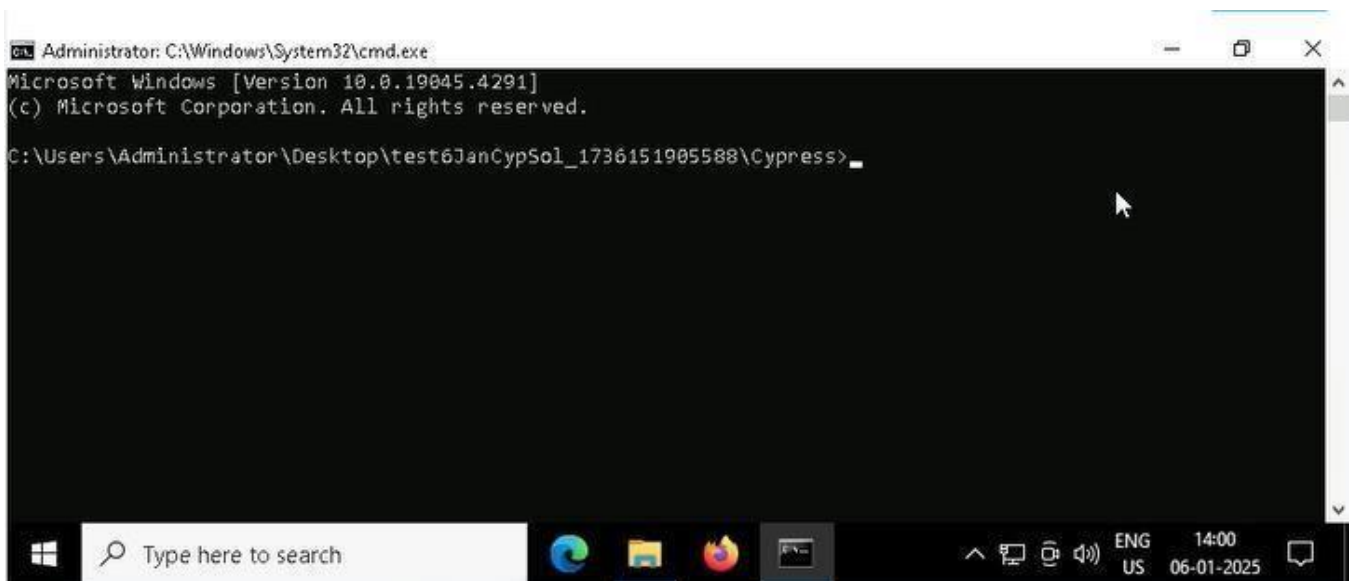 Administrator: C:\Windows\System32\cmd.exe
Microsoft Windows [Version 10.0.19045.4291]
(c) Microsoft Corporation. All rights reserved.
C:\Users\Administrator\Desktop\test6JanCypSol_1736151905588\Cypress>
Type here to search
ENG
US
14:00
06-01-2025